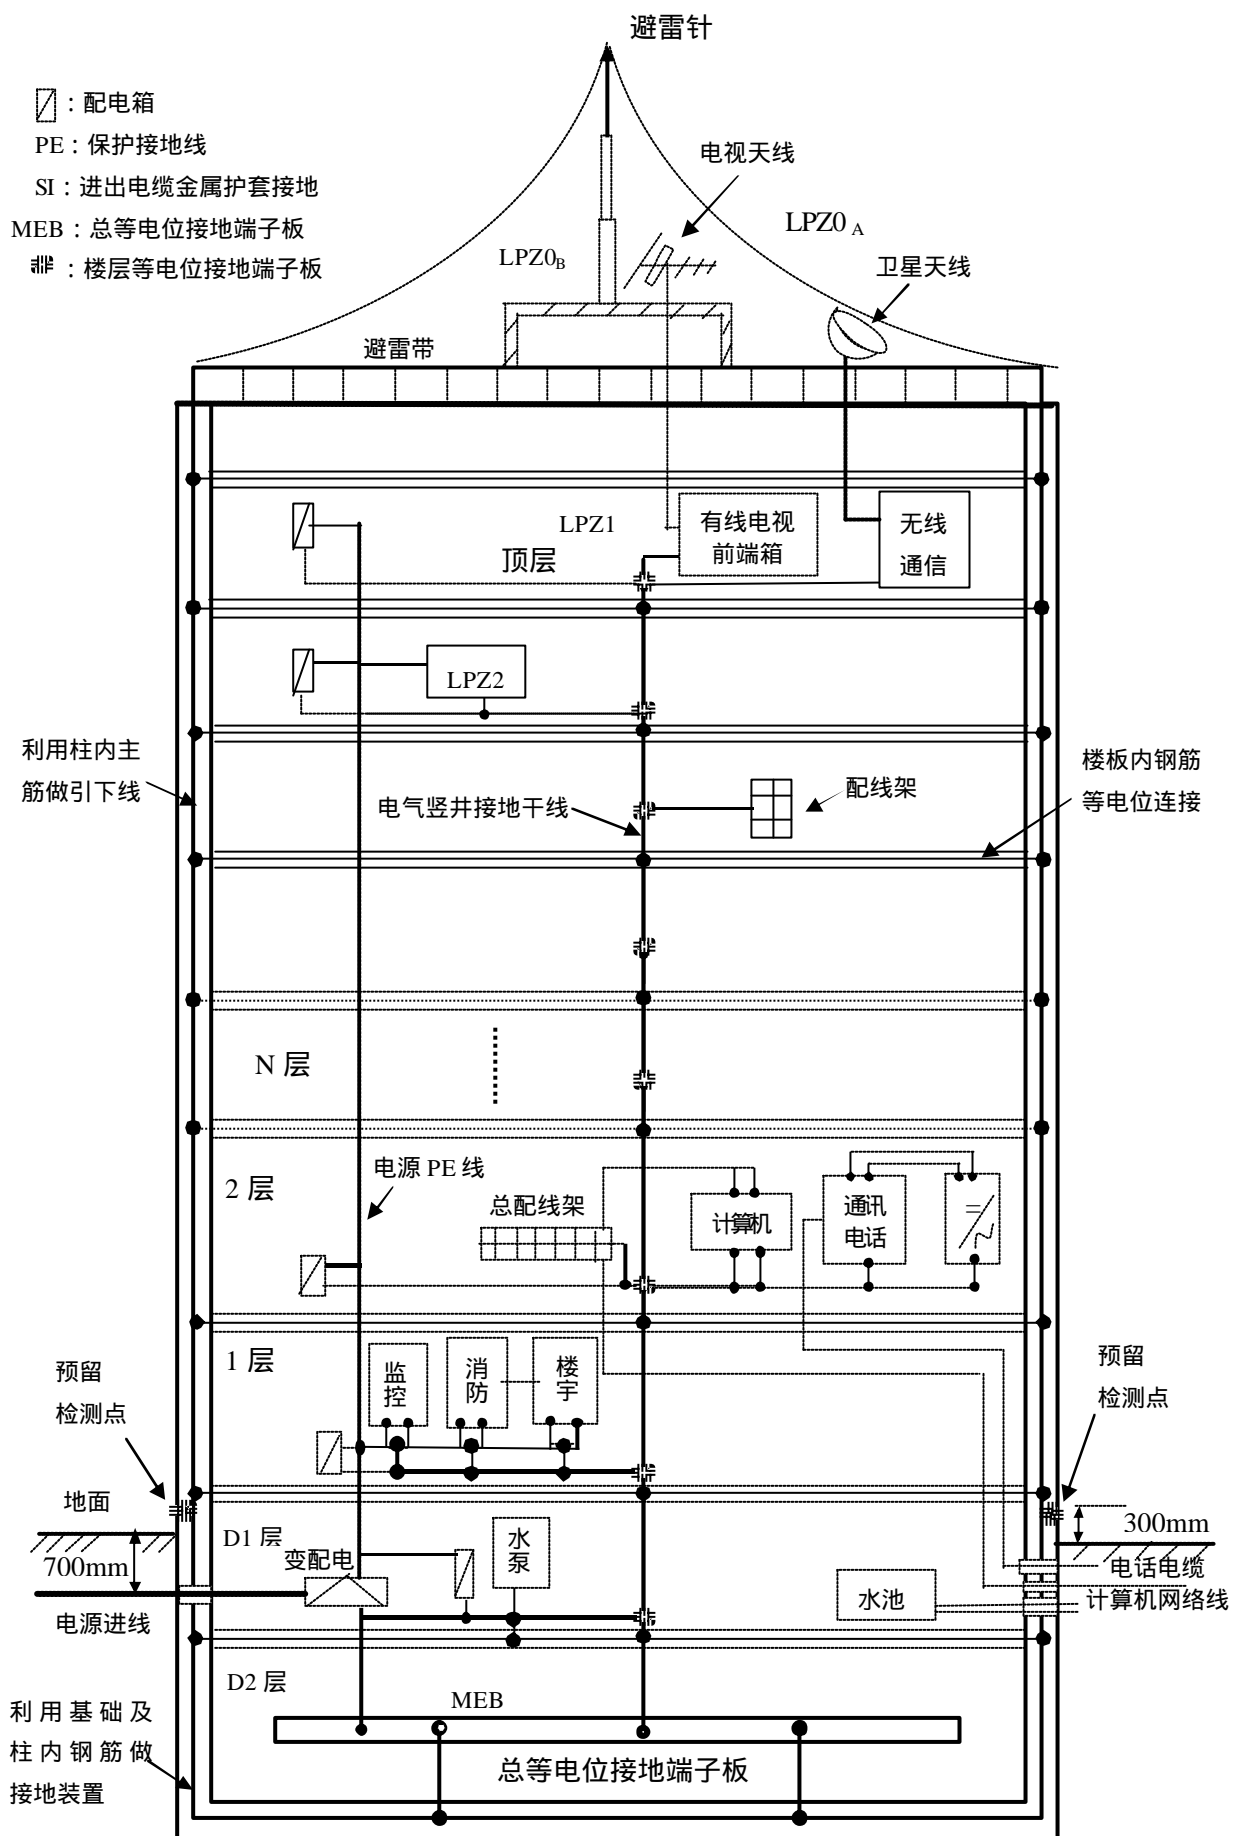 避雷针
：配电箱
PE：保护接地线
SI：进出电缆金属护套接地
MEB：总等电位接地端子板
：楼层等电位接地端子板
电视天线
LPZ0A
LPZ0B
卫星天线
避雷带
LPZ1
顶层
有线电视
前端箱
无线
通信
LPZ2
利用柱内主
筋做引下线
电气竖井接地干线
配线架
楼板内钢筋
等电位连接
N 层
2 层
电源 PE 线
总配线架
计算机
通讯
电话
1 层
监
控
消
防
楼
宇
预留
检测点
预留
检测点
地面
700mm
电源进线
D1 层
变配电
水
泵
水池
300mm
电话电缆
计算机网络线
D2 层
MEB
总等电位接地端子板
利用基础及
柱内钢筋做
接地装置